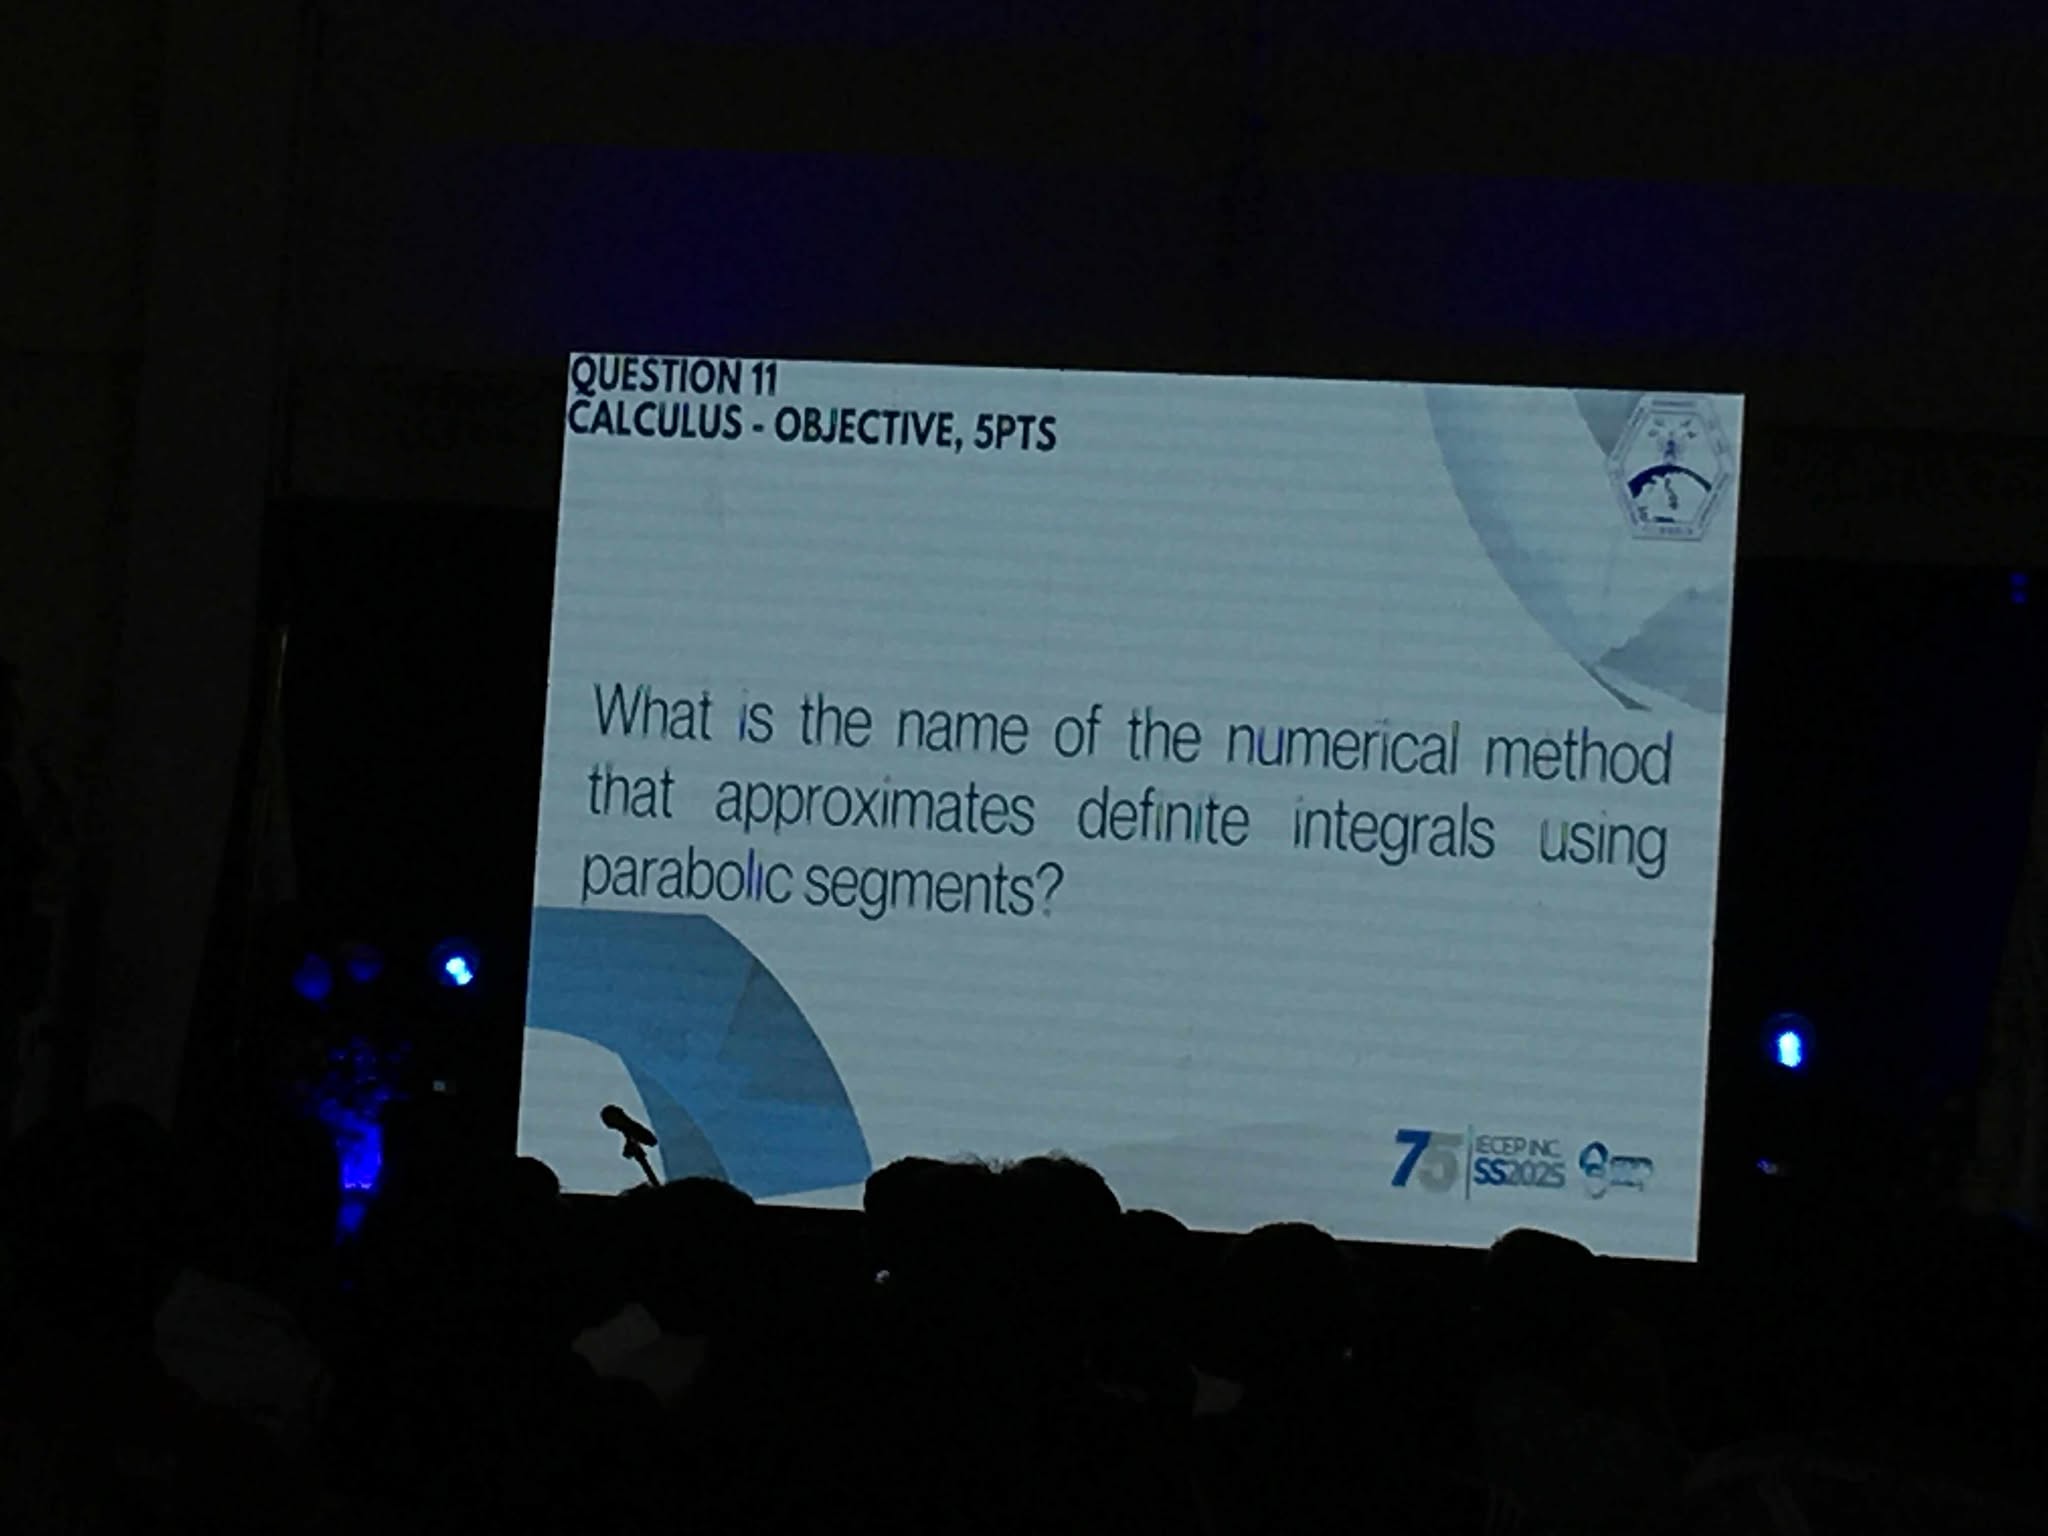 QUESTION 11
CALCULUS - OBJECTIVE, 5PTS
What is the name of the numerical method
that approximates definite integrals using
parabolic segments?
75
IECEP INC.
SS2025